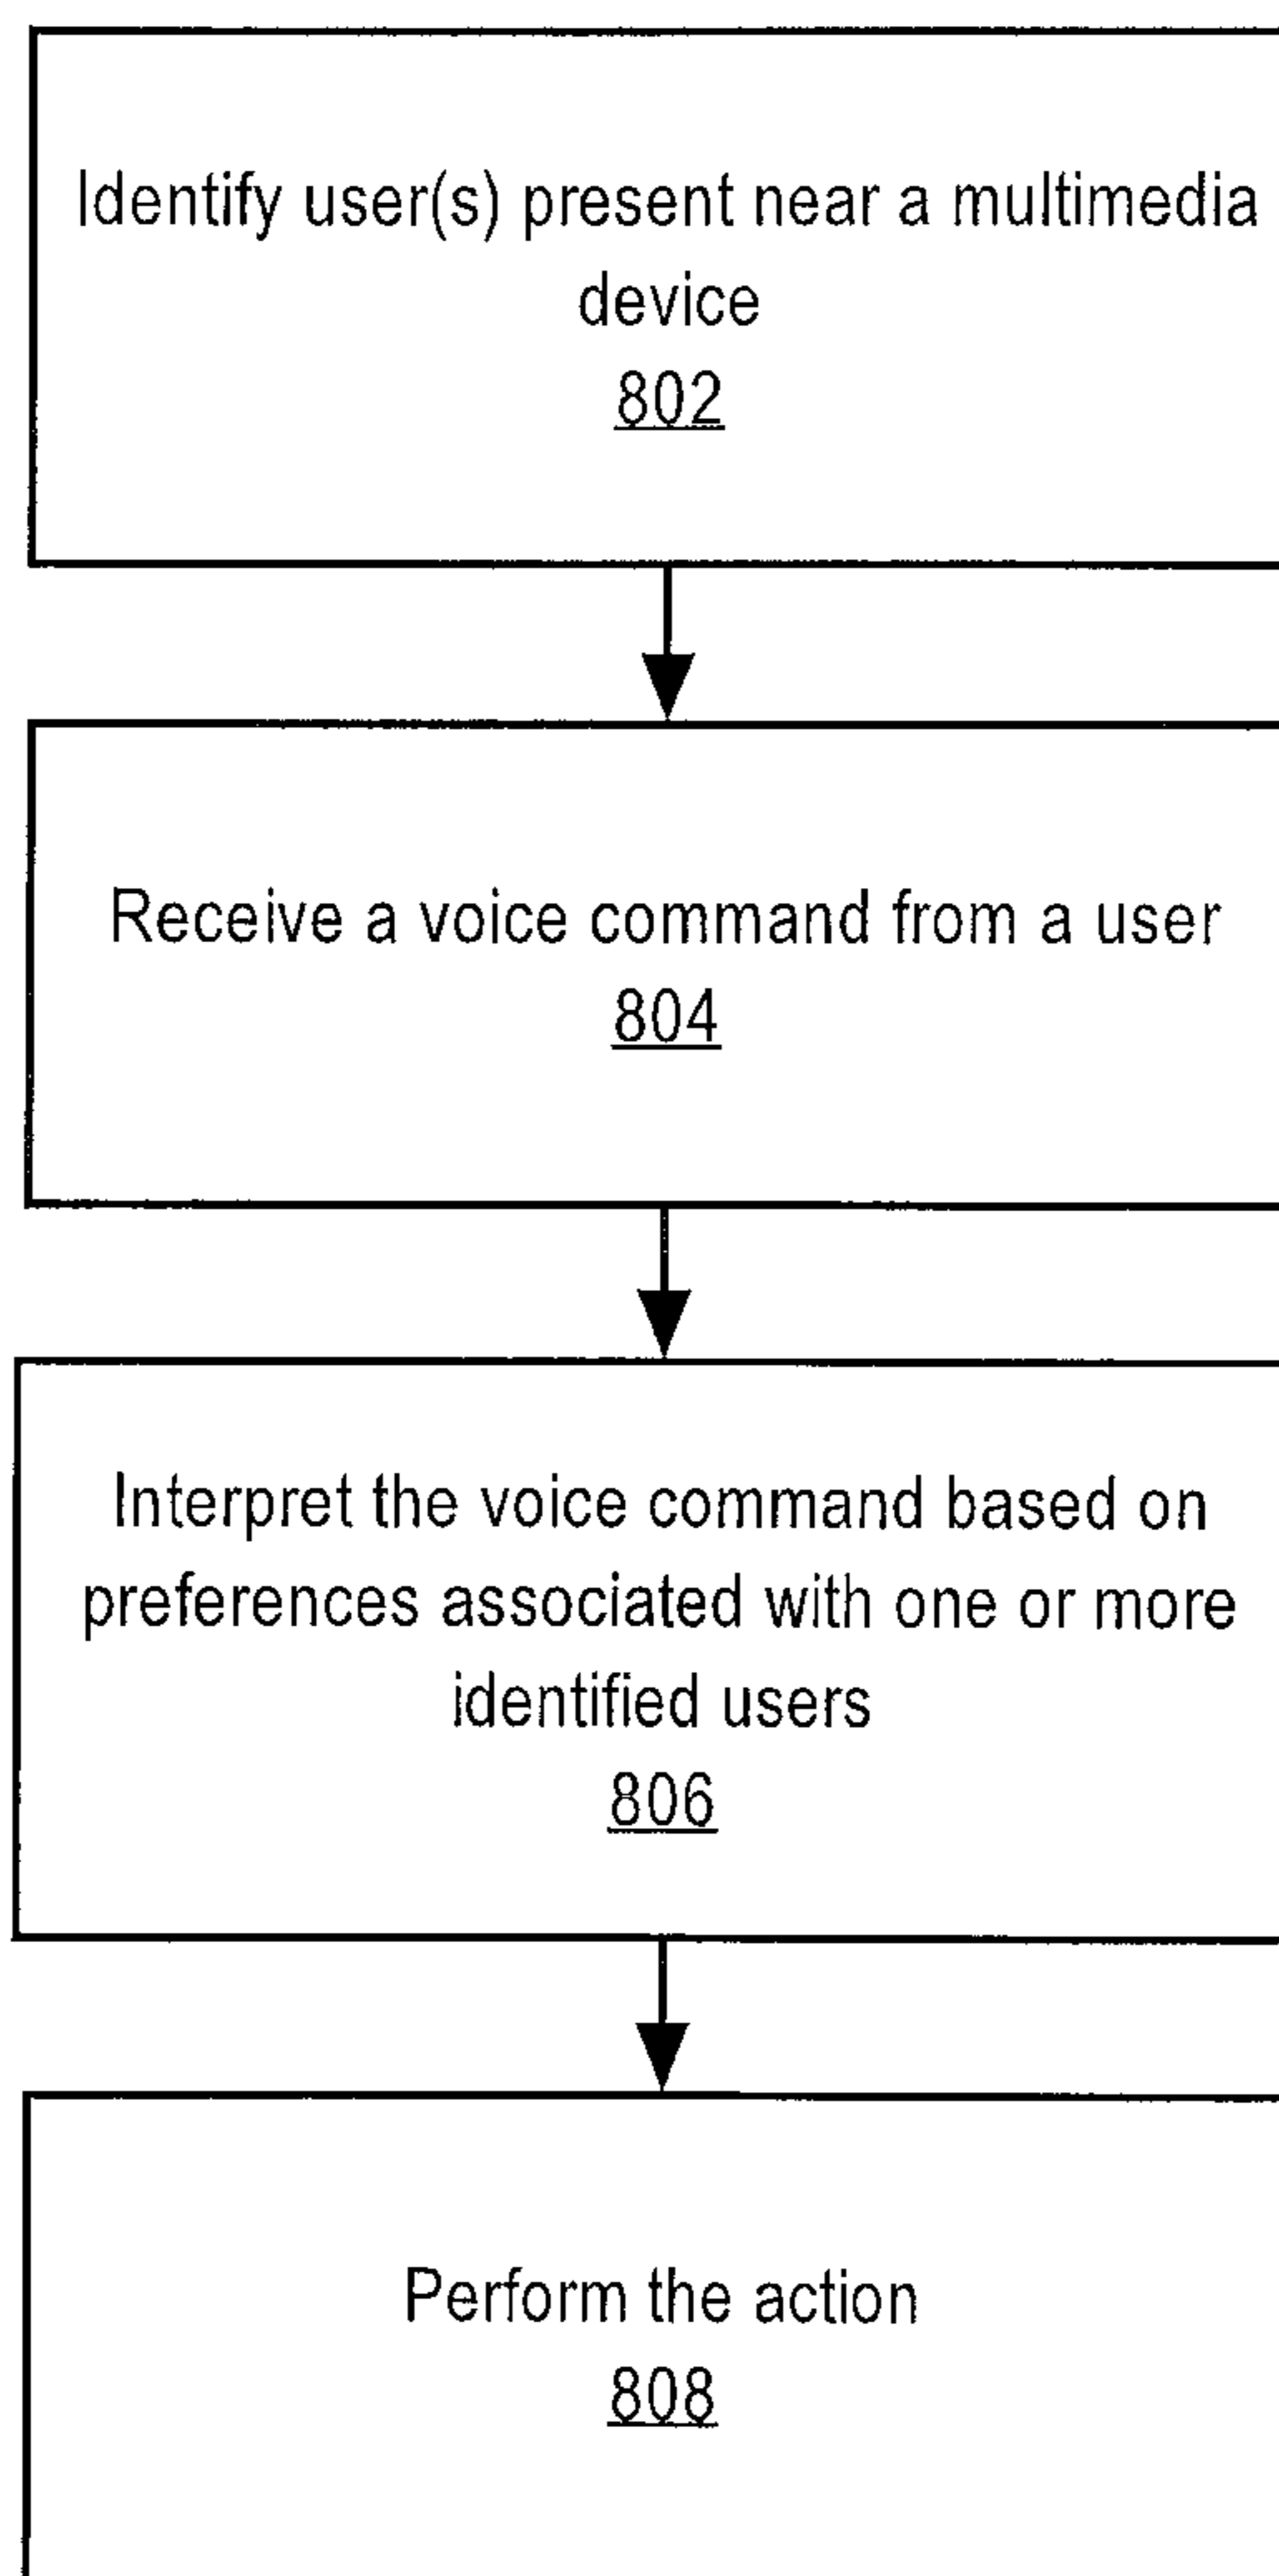 Identify user(s) present near a multimedia
device
802
Receive a voice command from a user
804
Interpret the voice command based on
preferences associated with one or more
identified users
806
Perform the action
808